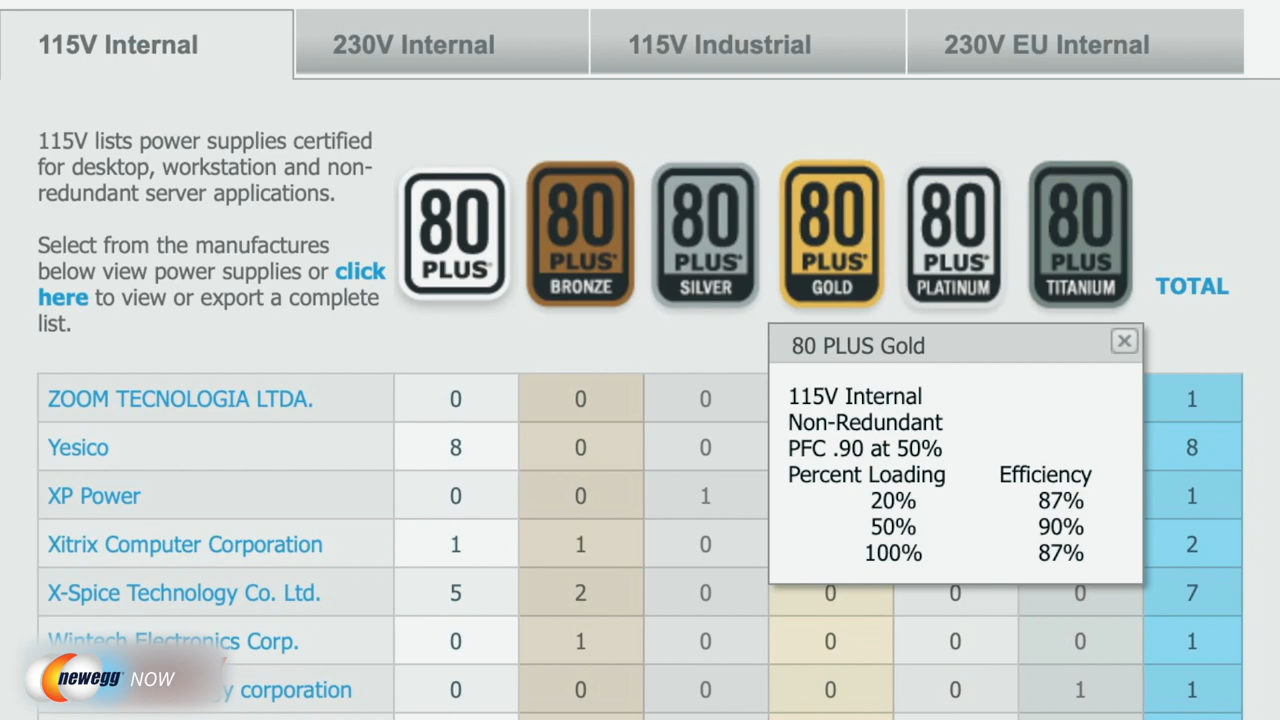 115V Internal 230V Internal 115V Industrial 230V EU Internal
115V lists power supplies certified
for desktop, workstation and non-
redundant server applications.
Select from the manufactures
below view power supplies or click
here to view or export a complete
list.
80 PLUS
80 PLUS BRONZE
80 PLUS SILVER
80 PLUS GOLD
80 PLUS PLATINUM
80 PLUS TITANIUM
TOTAL
80 PLUS Gold
115V Internal
Non-Redundant
PFC .90 at 50%
Percent Loading Efficiency
20% 87%
50% 90%
100% 87%
ZOOM TECNOLOGIA LTDA. 0 0 0 1
Yesico 8 0 0 8
XP Power 0 0 1 1
Xitrix Computer Corporation 1 1 0 2
X-Spice Technology Co. Ltd. 5 2 0 0 0 0 7
Wintech Electronics Corp. 0 1 0 0 0 0 1
corporation 0 0 0 0 0 1 1
newegg NOW